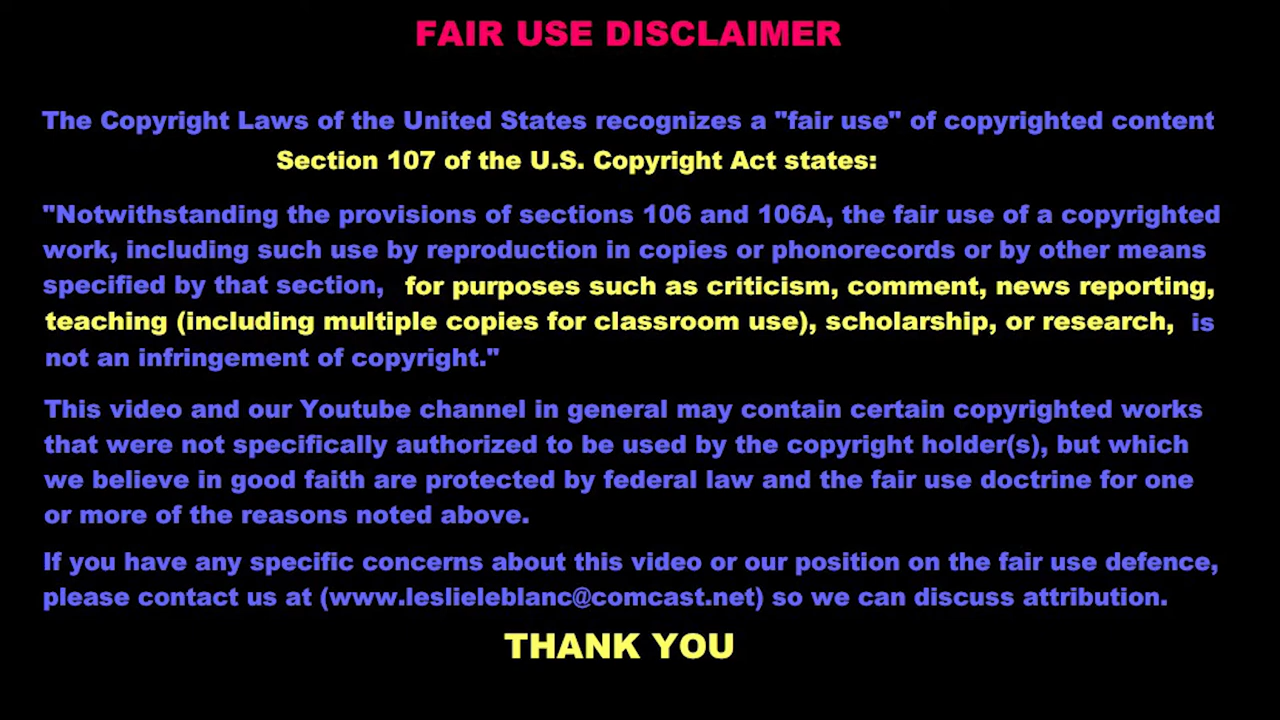 FAIR USE DISCLAIMER
The Copyright Laws of the United States recognizes a "fair use" of copyrighted content
Section 107 of the U.S. Copyright Act states:
"Notwithstanding the provisions of sections 106 and 106A, the fair use of a copyrighted
work, including such use by reproduction in copies or phonorecords or by other means
specified by that section, for purposes such as criticism, comment, news reporting,
teaching (including multiple copies for classroom use), scholarship, or research, is
not an infringement of copyright."
This video and our Youtube channel in general may contain certain copyrighted works
that were not specifically authorized to be used by the copyright holder(s), but which
we believe in good faith are protected by federal law and the fair use doctrine for one
or more of the reasons noted above.
If you have any specific concerns about this video or our position on the fair use defence,
please contact us at (www.leslieleblanc@comcast.net) so we can discuss attribution.
THANK YOU